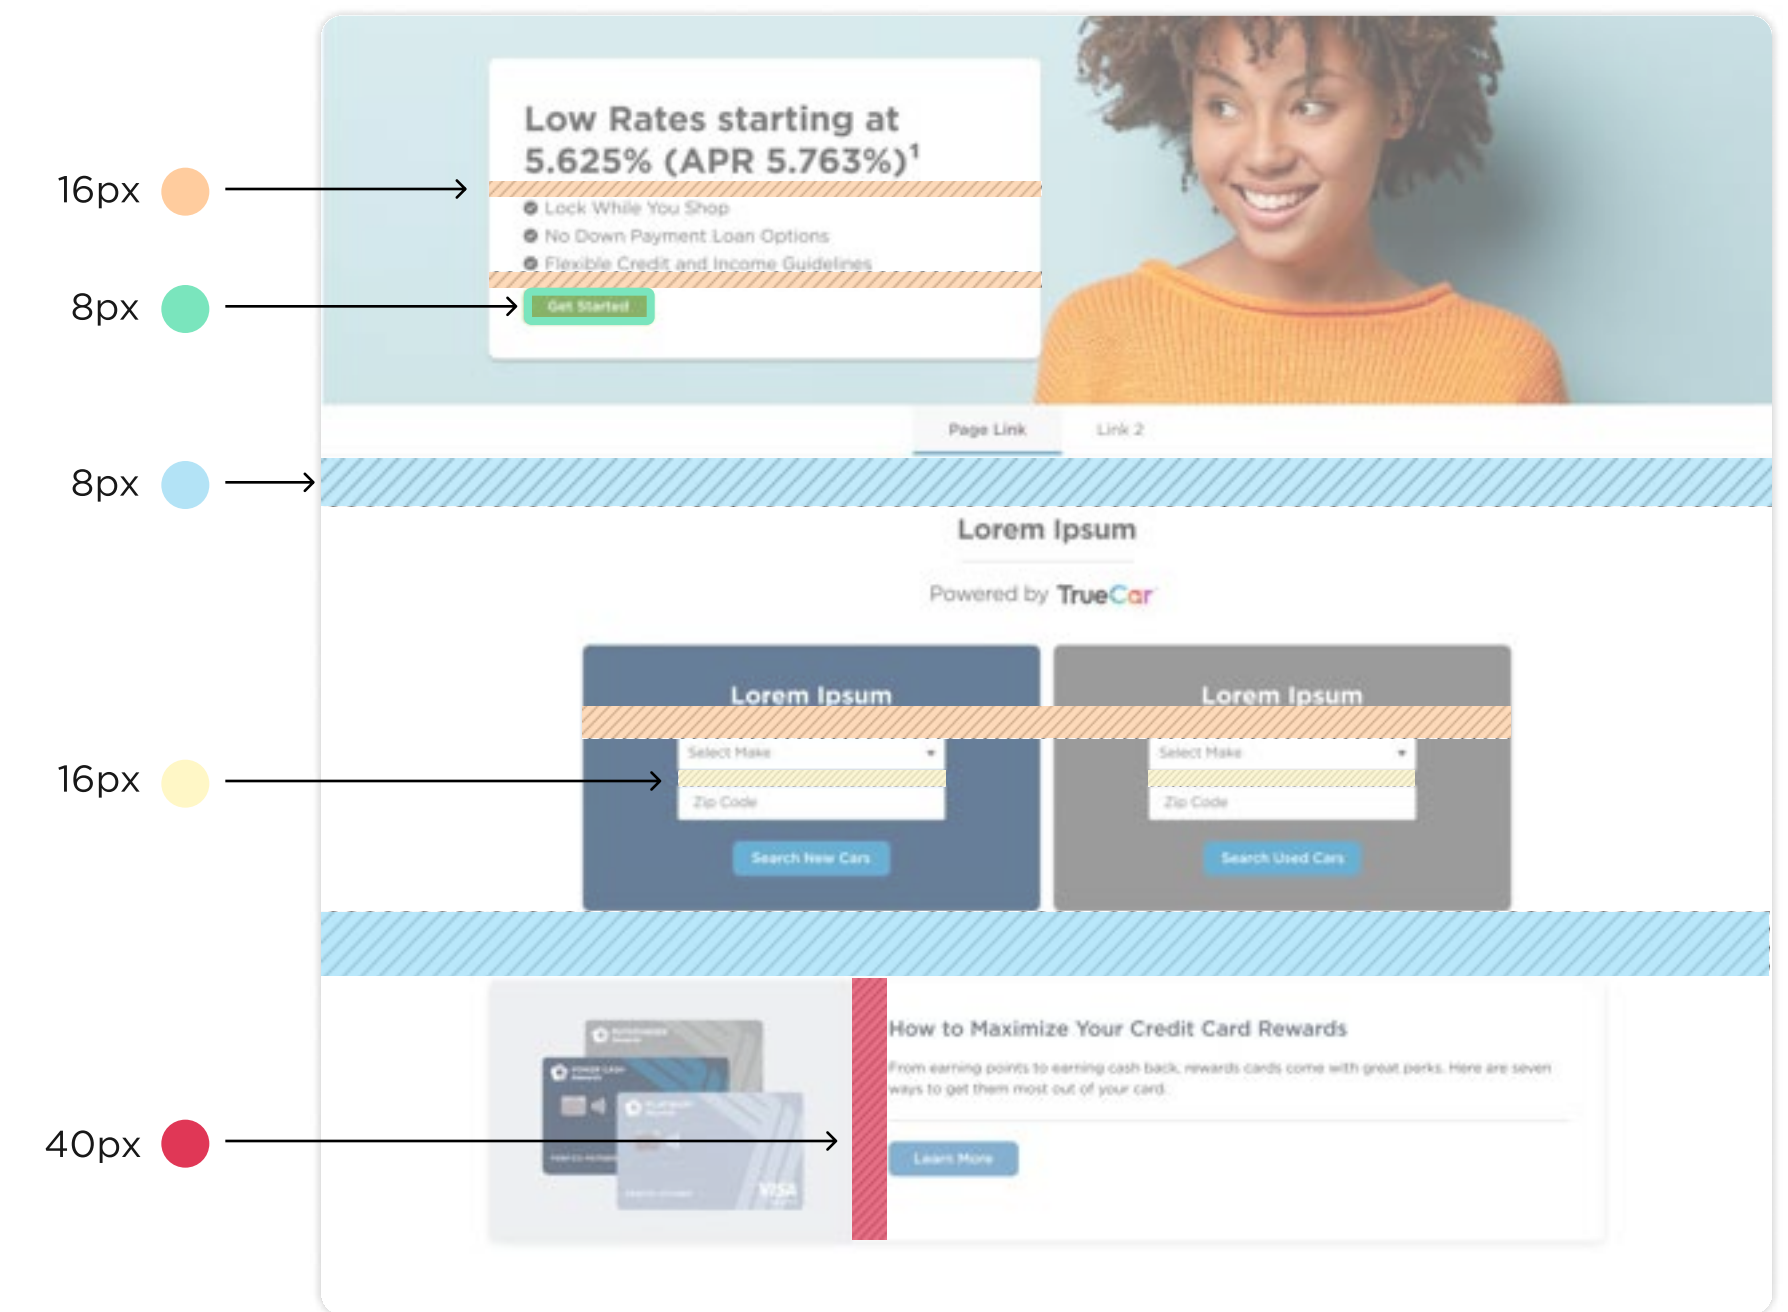 Low Rates starting at
5.625% (APR 5.763%)¹
16px
Lock While You Shop
No Down Payment Loan Options
Flexible Credit and Income Guidelines
8px
Get Started
Page Link
Link 2
8px
Lorem Ipsum
Powered by TrueCar
Lorem Ipsum
Lorem Ipsum
Select Make
Select Make
16px
Zip Code
Zip Code
Search New Cars
Search Used Cars
How to Maximize Your Credit Card Rewards
From earning points to earning cash back, rewards cards come with great perks. Here are seven
ways to get them most out of your card.
40px
Learn More
POWER CASH
Rewards
PLATINUM
VISA